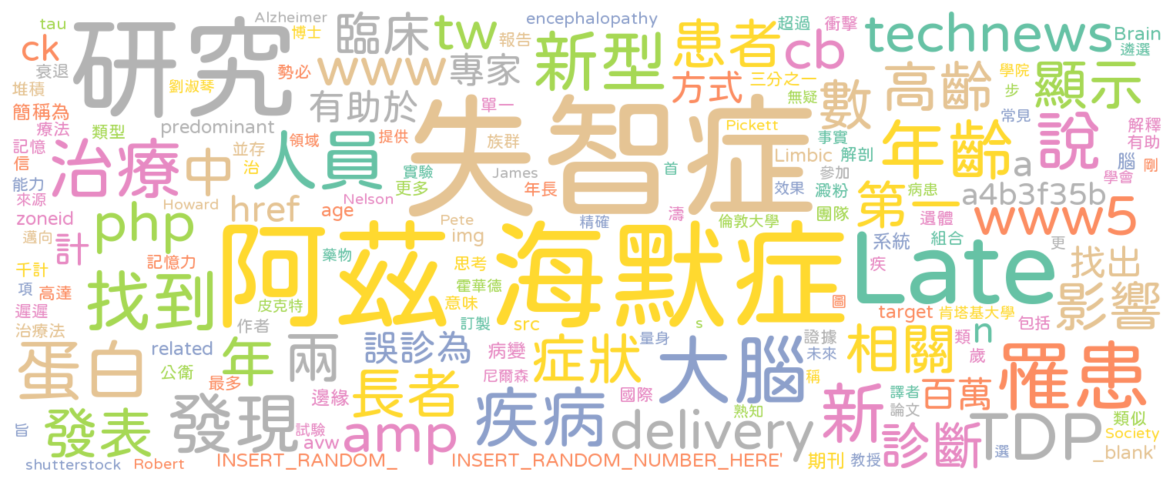 tau
Alzheimer
博士
encephalopathy
超過
衝擊
technews
Brain
遴選
ck
研究
臨床
tw
報告
新型
患者
cb
衰退
堆積
劉淑琴
勢必
www
專家
方式
三分之一
無疑
數
高齡
學院
步
顯示
簡稱為
療法
類型
predominant
有助於
單一
族群
Pickett
常見
解釋
有助
記憶
信
治療
中
並存
治
人員
領域
提供
失智症
事實
Limbic
解剖
年齡
a
說
腦
剛
能力
來源
實驗
更多
James
年長
首
效果
參加
澱粉
病患
學會
zoneid
php
Howard
href
age
Nelson
Pete
精確
濤
倫敦大學
團隊
第一
a4b3f35b
遺體
www5
邁向
計
img
阿茲海默症
系統
組合
更
千計
記憶力
找到
藥物
思考
疾
Late
找出
項
高達
霍華德
圖
影響
遲遲
皮克特
意味
治療法
作者
訂製
src
s
target
肯塔基大學
包括
蛋白
related
年
兩
誤診為
病變
症狀
量身
大腦
證據
未來
相關
類
n
歲
公衛
最多
尼爾森
國際
稱
百萬
罹患
譯者
論文
類似
發表
發現
邊緣
長者
疾病
熟知
新
TDP
旨
試驗
avw
amp
delivery
診斷
選
Society
_blank'
shutterstock
Robert
INSERT_RANDOM_
INSERT_RANDOM_NUMBER_HERE'
期刊
教授